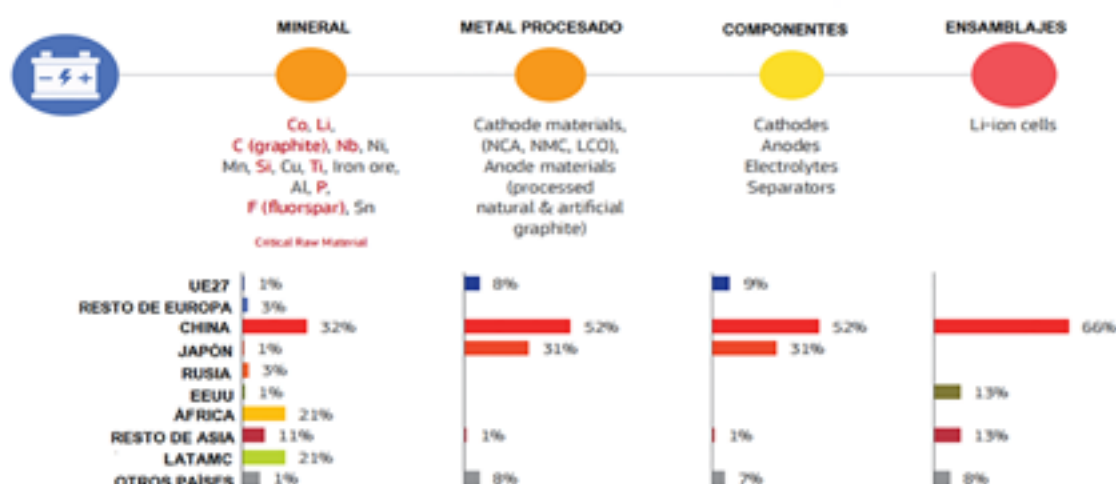 MINERAL
METAL PROCESADO
COMPONENTES
ENSAMBLAJES
Co, Li,
C (graphite), Nb, Ni,
Mn, Si, Cu, Ti, Iron ore,
Al, P,
F (fluorspar), Sn
Critical Raw Material
Cathode materials,
(NCA, NMC, LCO),
Anode materials
(processed
natural & artificial
graphite)
Cathodes
Anodes
Electrolytes
Separators
Li-ion cells
UE27 1% 8% 9%
RESTO DE EUROPA 3%
CHINA 32% 52% 52% 66%
JAPÓN 1% 31% 31%
RUSIA 3%
EEUU 1% 13%
ÁFRICA 21%
RESTO DE ASIA 11% 1% 1% 13%
LATAMC 21%
OTROS PAÍSES 1% 8% 7% 8%